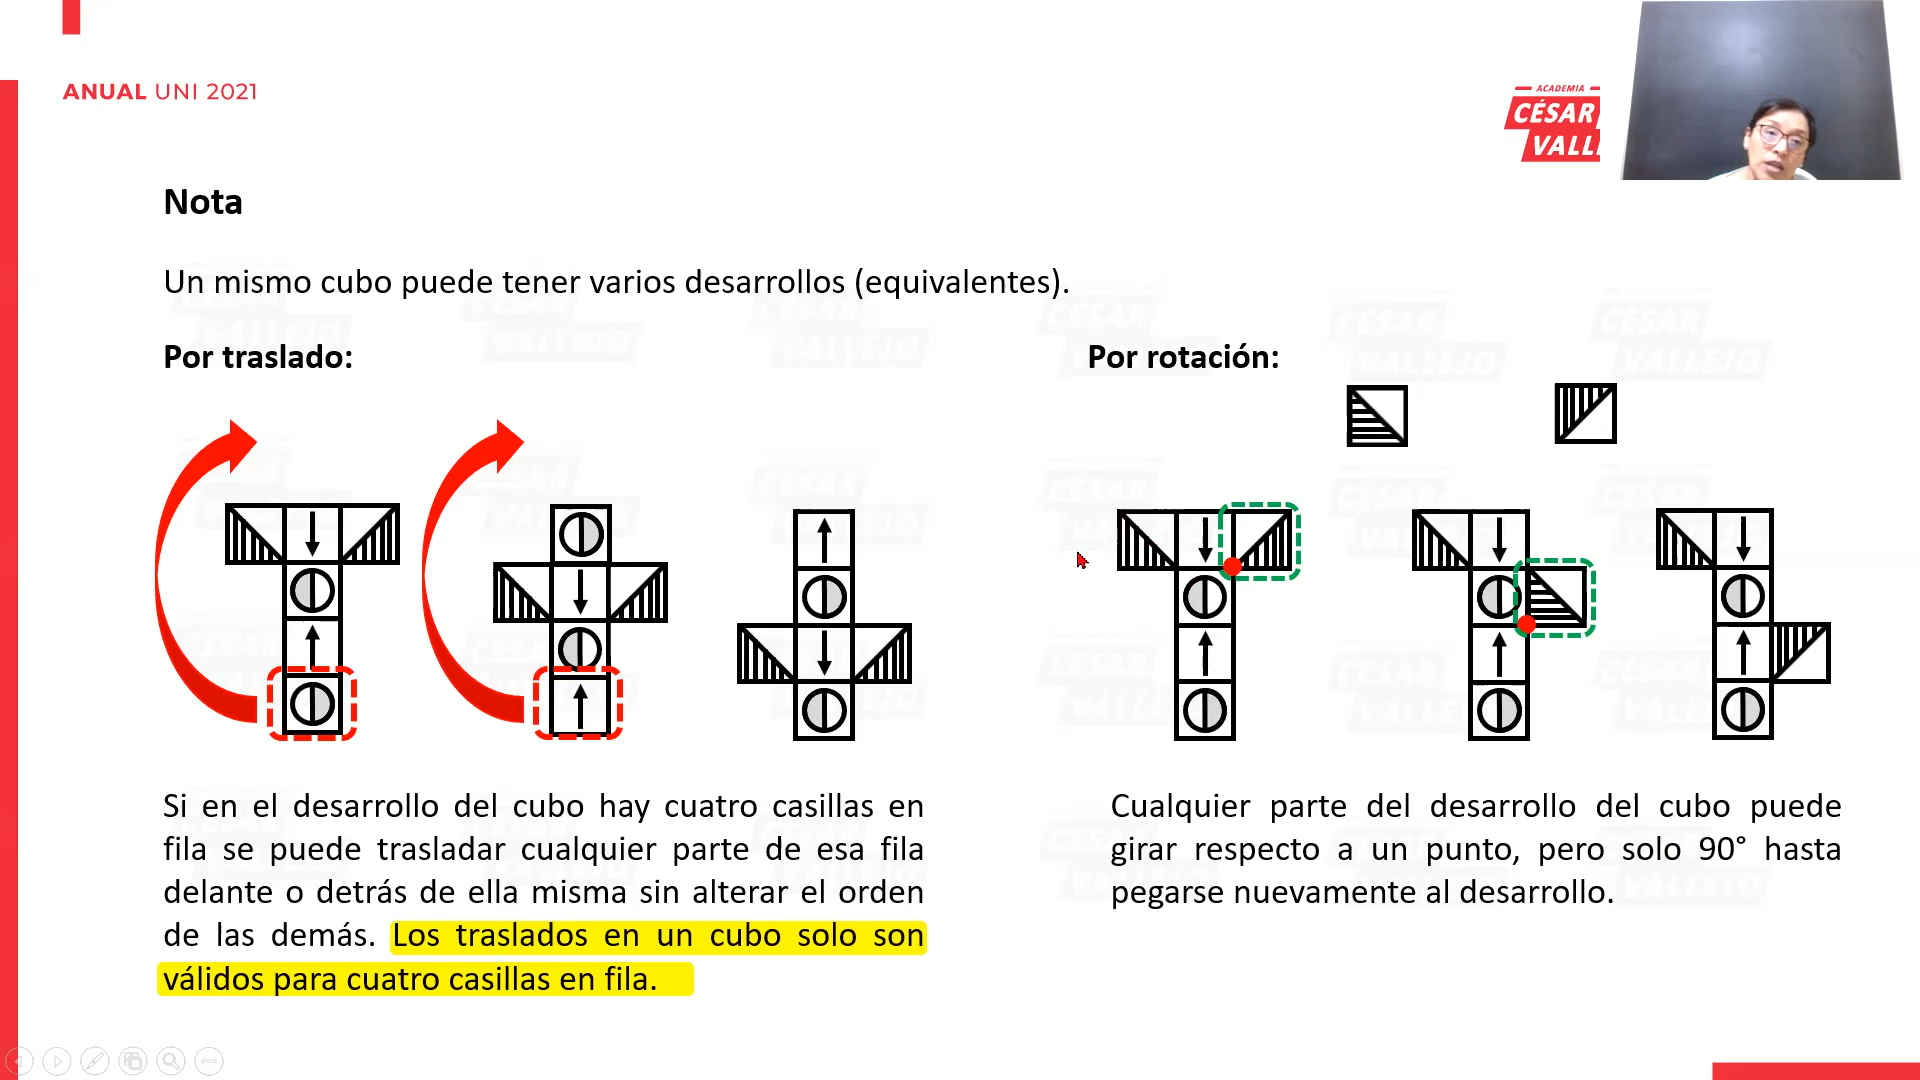 ANUAL UNI 2021
ACADEMIA
CÉSAR
Nota
Un mismo cubo puede tener varios desarrollos (equivalentes).
Por traslado:
Por rotación:
Si en el desarrollo del cubo hay cuatro casillas en
fila se puede trasladar cualquier parte de esa fila
delante o detrás de ella misma sin alterar el orden
de las demás. Los traslados en un cubo solo son
válidos para cuatro casillas en fila.
Cualquier parte del desarrollo del cubo puede
girar respecto a un punto, pero solo 90° hasta
pegarse nuevamente al desarrollo.